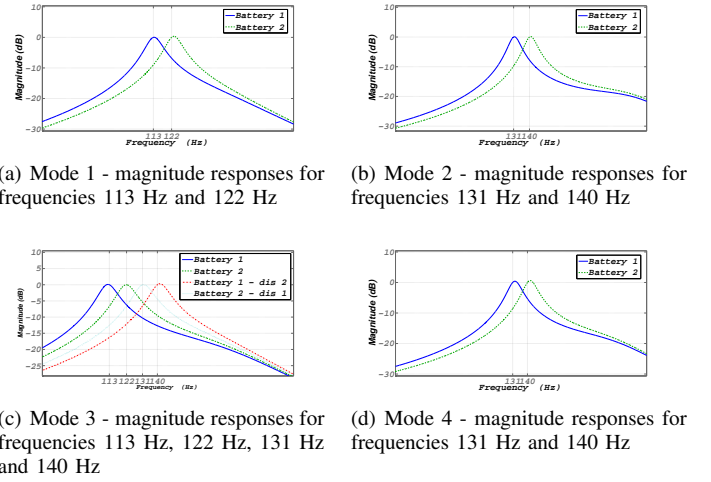 10
0
−10
−20
−30
Magnitude (dB)
Battery 1
Battery 2
113 122
Frequency (Hz)
(a) Mode 1 - magnitude responses for
frequencies 113 Hz and 122 Hz
10
0
−10
−20
−30
Magnitude (dB)
Battery 1
Battery 2
131140
Frequency (Hz)
(b) Mode 2 - magnitude responses for
frequencies 131 Hz and 140 Hz
10
5
0
−5
−10
−15
−20
−25
Magnitude (dB)
Battery 1
Battery 2
Battery 1 - dis 2
Battery 2 - dis 1
113122131140
Frequency (Hz)
(c) Mode 3 - magnitude responses for
frequencies 113 Hz, 122 Hz, 131 Hz
and 140 Hz
10
0
−10
−20
−30
Magnitude (dB)
Battery 1
Battery 2
131140
Frequency (Hz)
(d) Mode 4 - magnitude responses for
frequencies 131 Hz and 140 Hz